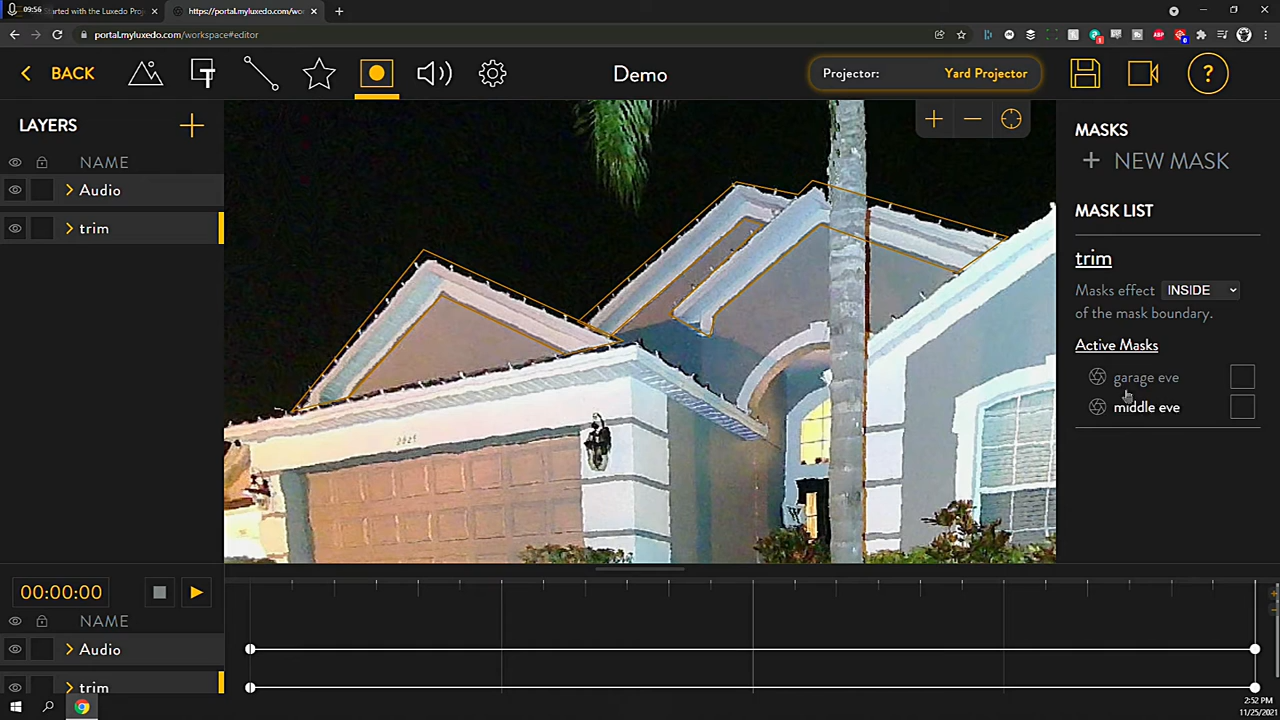 09:56
Started with the Luxedo Proj
https://portal.myluxedo.com/wor
portal.myluxedo.com/workspace#editor
BACK
Demo
Projector: Yard Projector
LAYERS
NAME
Audio
trim
2825
MASKS
NEW MASK
MASK LIST
trim
Masks effect INSIDE
of the mask boundary.
Active Masks
garage eve
middle eve
00:00:00
NAME
Audio
trim
2:52 PM
11/25/2021